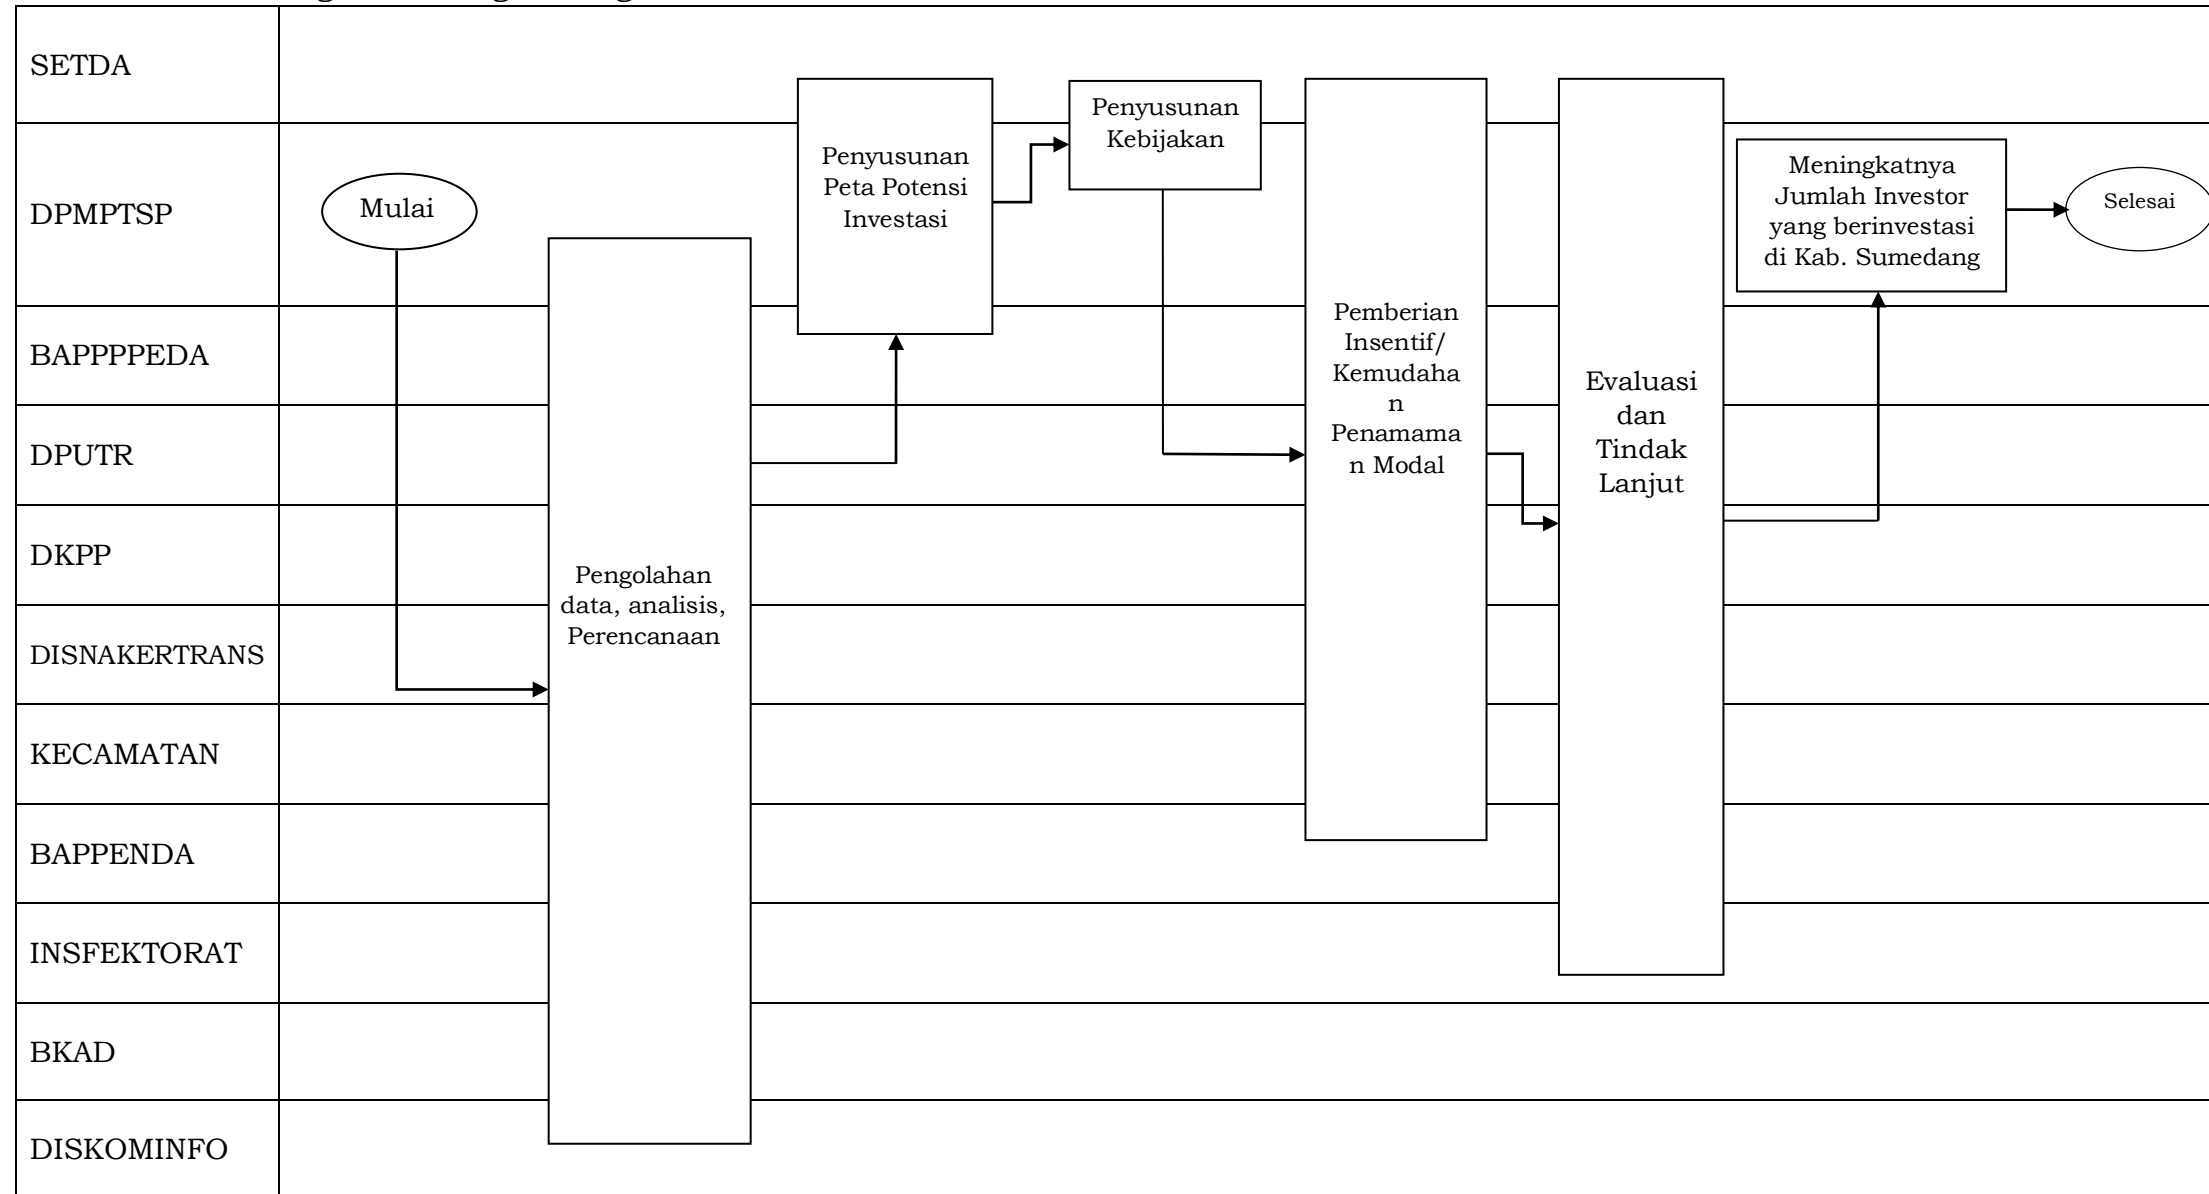 SETDA
DPMPTSP
BAPPPPEDA
DPUTR
DKPP
DISNAKERTRANS
KECAMATAN
BAPPENDA
INSFEKTORAT
BKAD
DISKOMINFO
Mulai
Pengolahan
data, analisis,
Perencanaan
Penyusunan
Peta Potensi
Investasi
Penyusunan
Kebijakan
Pemberian
Insentif/
Kemudaha
n
Penamama
n Modal
Evaluasi
dan
Tindak
Lanjut
Meningkatnya
Jumlah Investor
yang berinvestasi
di Kab. Sumedang
Selesai